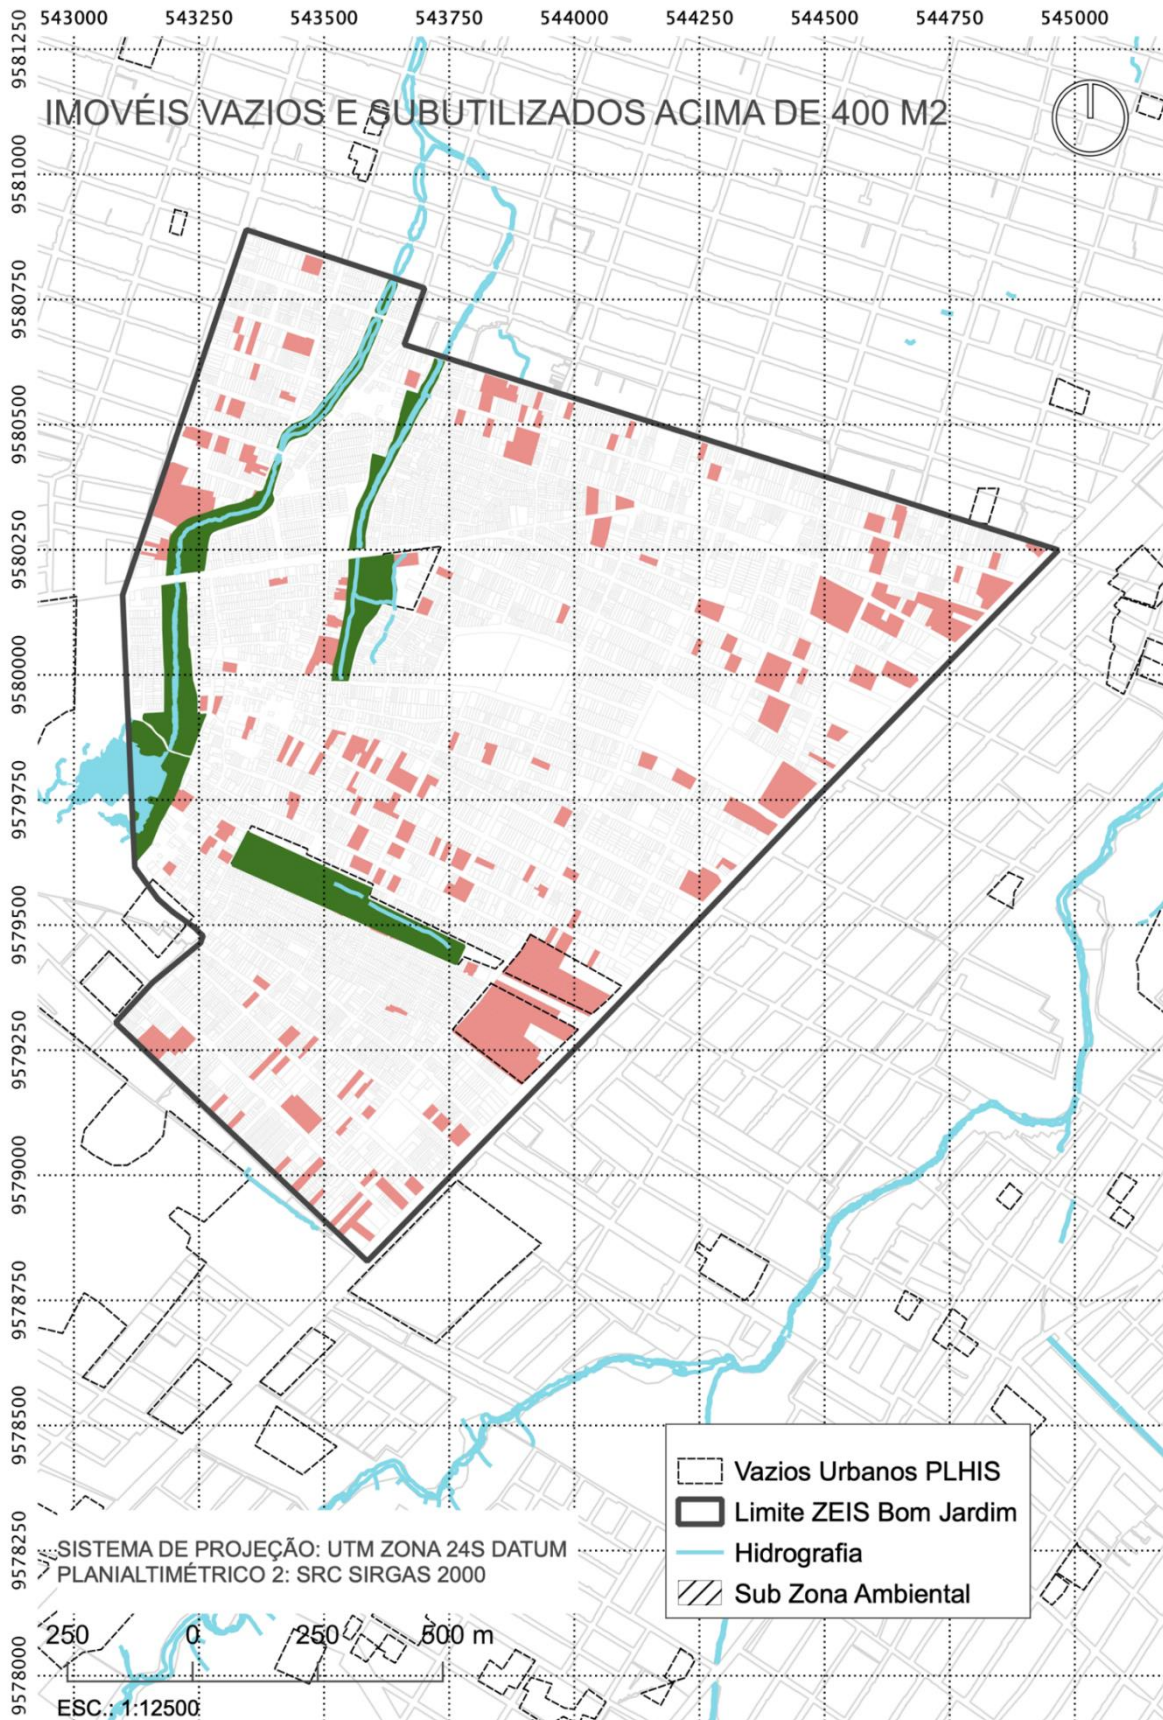 543000 543250 543500 543750 544000 544250 544500 544750 545000
9581250
IMOVÉIS VAZIOS E SUBUTILIZADOS ACIMA DE 400 M2
9581000
9580750
9580500
9580250
9580000
9579750
9579500
9579250
9579000
9578750
9578500
9578250
9578000
Vazios Urbanos PLHIS
Limite ZEIS Bom Jardim
Hidrografia
Sub Zona Ambiental
SISTEMA DE PROJEÇÃO: UTM ZONA 24S DATUM
PLANIALTIMÉTRICO 2: SRC SIRGAS 2000
250 0 250 500 m
ESC.: 1:12500